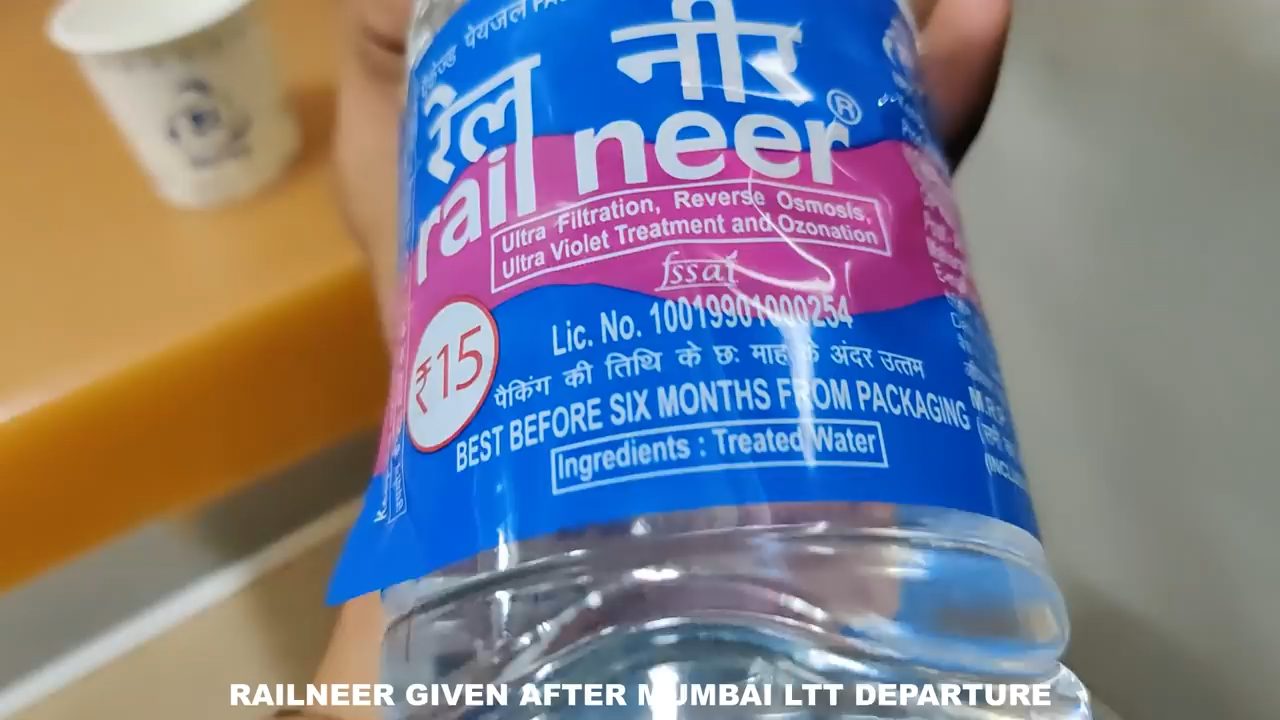 पैकेज्ड पेयजल
रेल नीर
rail neer®
Ultra Filtration, Reverse Osmosis,
Ultra Violet Treatment and Ozonation
fssai
Lic. No. 10019901000254
₹15
पैकिंग की तिथि के छः माह के अंदर उत्तम
BEST BEFORE SIX MONTHS FROM PACKAGING
Ingredients : Treated Water
RAILNEER GIVEN AFTER MUMBAI LTT DEPARTURE